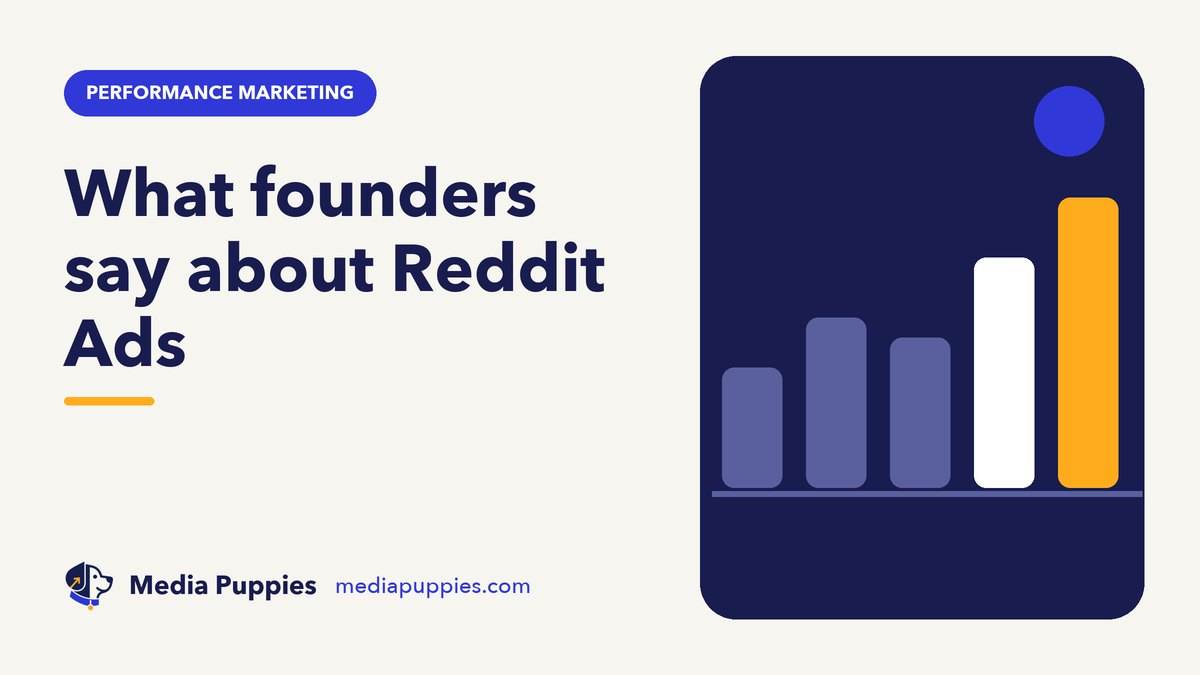 PERFORMANCE MARKETING
What founders
say about Reddit
Ads
Media Puppies mediapuppies.com